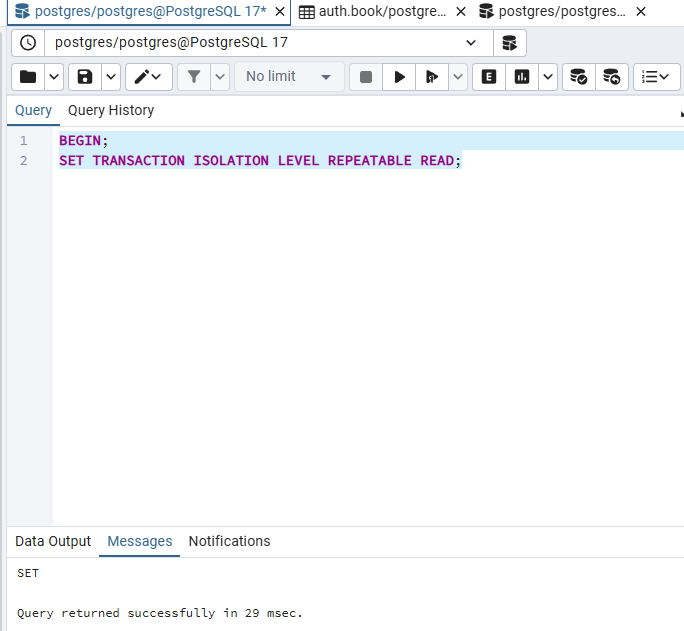 postgres/postgres@PostgreSQL 17* auth.book/postgre... postgres/postgres...
postgres/postgres@PostgreSQL 17
No limit E
Query Query History
1 BEGIN;
2 SET TRANSACTION ISOLATION LEVEL REPEATABLE READ;
Data Output Messages Notifications
SET
Query returned successfully in 29 msec.